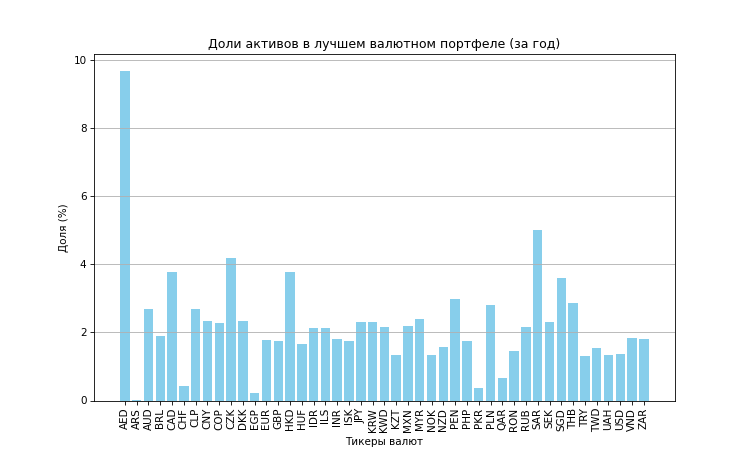 Доли активов в лучшем валютном портфеле (за год)
Доля (%)
10
8
6
4
2
0
AED ARS AUD BRL CAD CHF CLP CNY COP CZK DKK EGP EUR GBP HKD HUF IDR ILS INR ISK JPY KRW KWD KZT MXN MYR NOK NZD PEN PHP PKR PLN QAR RON RUB SAR SEK SGD THB TRY TWD UAH USD VND ZAR
Тикеры валют